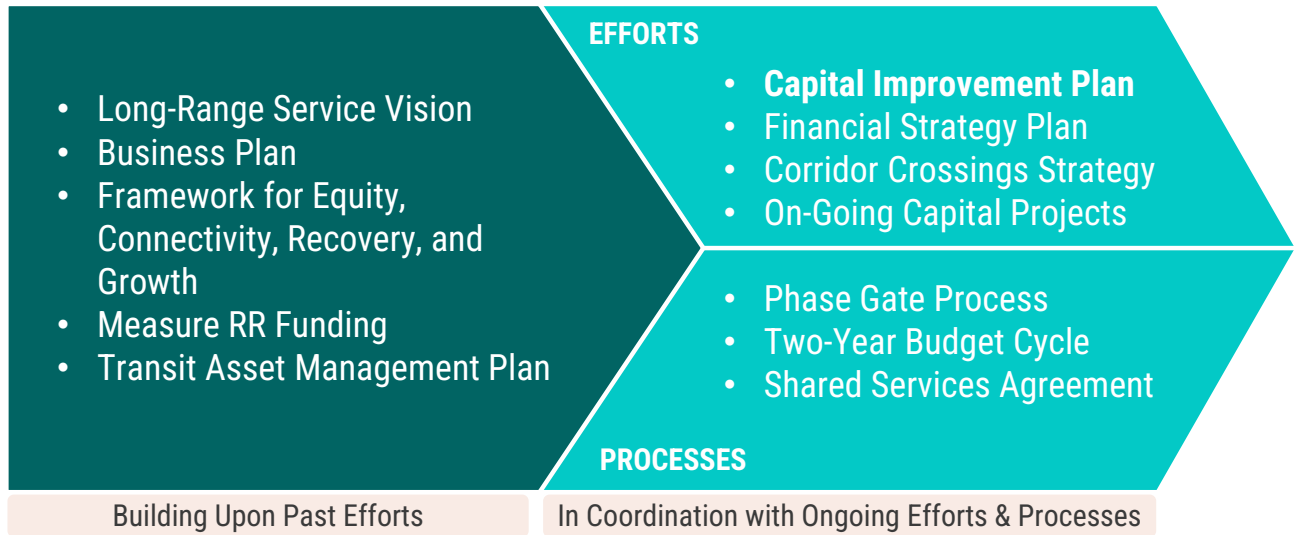 • Long-Range Service Vision
• Business Plan
• Framework for Equity,
Connectivity, Recovery, and
Growth
• Measure RR Funding
• Transit Asset Management Plan
EFFORTS
• Capital Improvement Plan
• Financial Strategy Plan
• Corridor Crossings Strategy
• On-Going Capital Projects
• Phase Gate Process
• Two-Year Budget Cycle
• Shared Services Agreement
PROCESSES
Building Upon Past Efforts
In Coordination with Ongoing Efforts & Processes